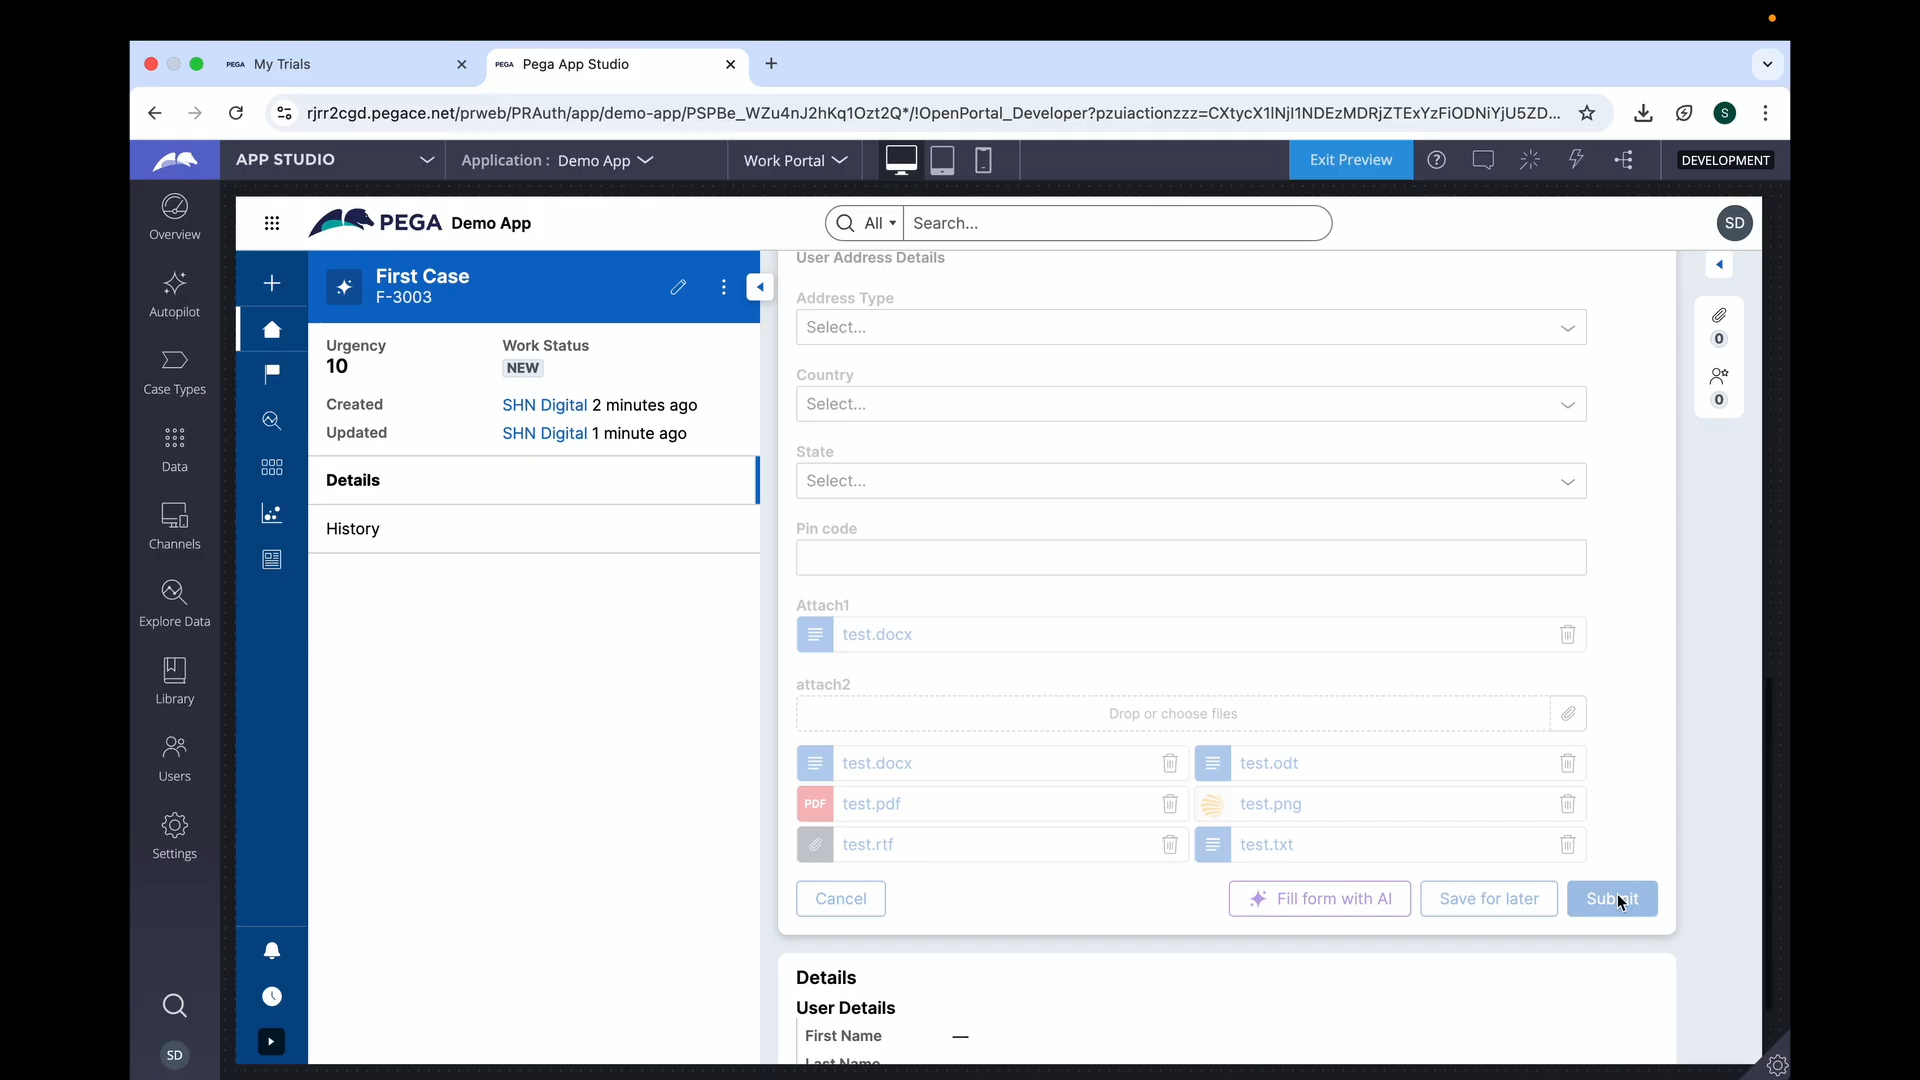 PEGA My Trials
PEGA Pega App Studio
rjrr2cgd.pegace.net/prweb/PRAuth/app/demo-app/PSPBe_WZu4nJ2hKq1Ozt2Q*/!OpenPortal_Developer?pzuiactionzzz=CXtycX1lNjI1NDEzMDRjZTExYzFiODNiYjU5ZD...
S
APP STUDIO
Application : Demo App
Work Portal
Exit Preview
DEVELOPMENT
Overview
Autopilot
Case Types
Data
Channels
Explore Data
Library
Users
Settings
SD
PEGA Demo App
All
Search...
SD
First Case
F-3003
Urgency
10
Work Status
NEW
Created
SHN Digital 2 minutes ago
Updated
SHN Digital 1 minute ago
Details
History
User Address Details
Address Type
Select...
Country
Select...
State
Select...
Pin code
Attach1
test.docx
attach2
Drop or choose files
test.docx
test.odt
PDF test.pdf
test.png
test.rtf
test.txt
Cancel
Fill form with AI
Save for later
Submit
Details
User Details
First Name —
Last Name
0
0